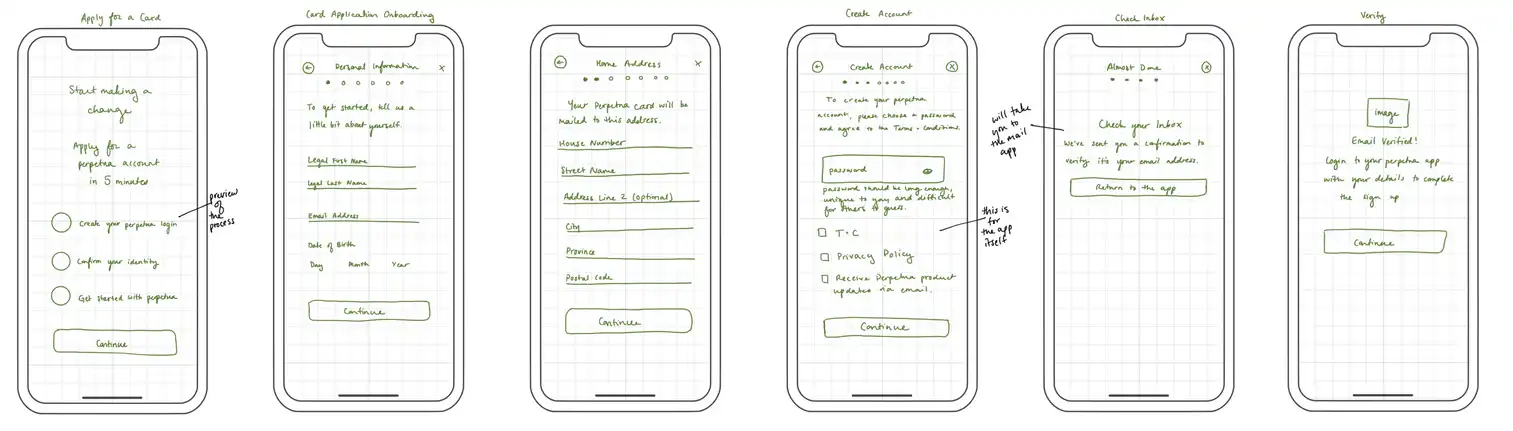 Apply for a Card
Start making a
change
Apply for a
perpetna account
in 5 minutes
Create your perpetna login
Confirm your identity
Get started with perpetna
Continue
preview
of
the
process
Card Application Onboarding
Personal Information
x
To get started, tell us a
little bit about yourself.
Legal First Name
Legal Last Name
Email Address
Date of Birth
Day Month Year
Continue
Home Address
x
Your Perpetna Card will be
mailed to this address.
House Number
Street Name
Address Line 2 (optional)
City
Province
Postal Code
Continue
Create Account
Create Account
x
To create your perpetna
account, please choose a password
and agree to the Terms + Conditions.
password
password should be long enough,
unique to you and difficult
for others to guess.
T+C
Privacy Policy
Receive Perpetna product
updates via email.
Continue
this is
for
the app
itself
will take
you to
the mail
app
Check Inbox
Almost Done
x
Check your Inbox
We've sent you a confirmation to
verify it's your email address.
Return to the app
Verify
image
Email Verified!
Login to your perpetna app
with your details to complete
the sign up
Continue